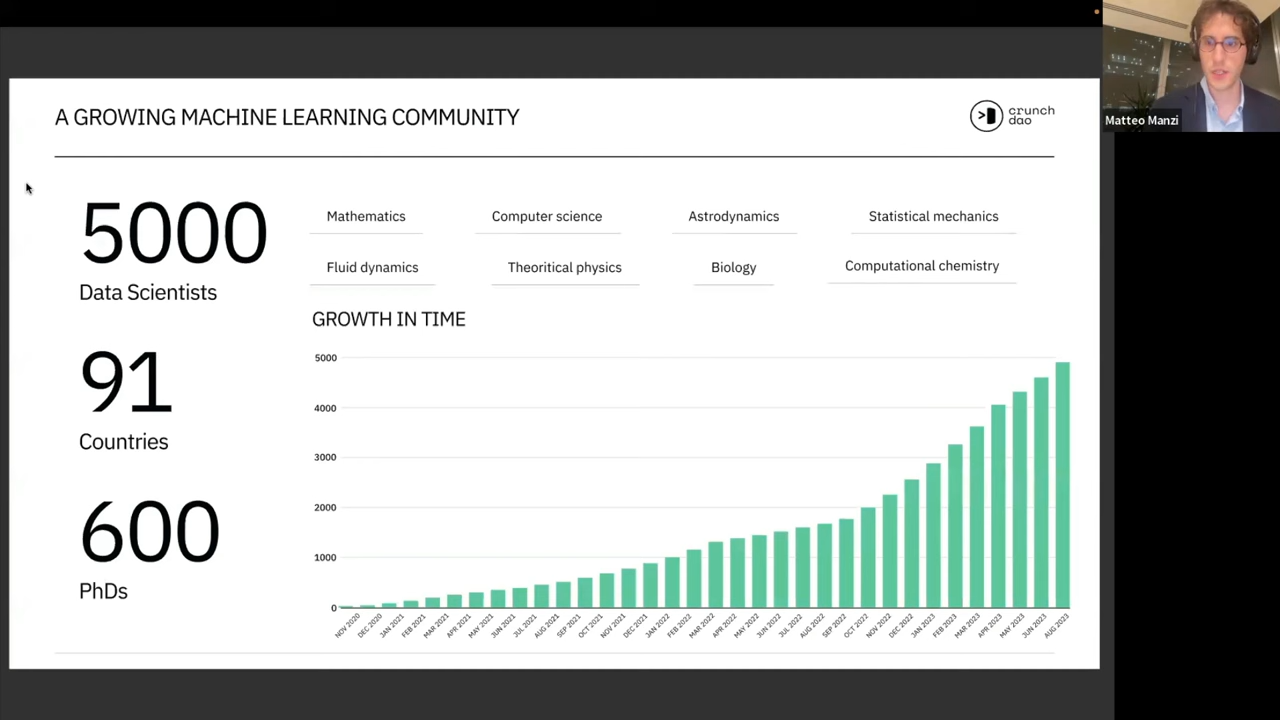 A GROWING MACHINE LEARNING COMMUNITY
crunch
dao
Matteo Manzi
5000
Data Scientists
91
Countries
600
PhDs
Mathematics
Computer science
Astrodynamics
Statistical mechanics
Fluid dynamics
Theoritical physics
Biology
Computational chemistry
GROWTH IN TIME
5000
4000
3000
2000
1000
0
NOV 2020
DEC 2020
JAN 2021
FEB 2021
MAR 2021
APR 2021
MAY 2021
JUN 2021
JUL 2021
AUG 2021
SEP 2021
OCT 2021
NOV 2021
DEC 2021
JAN 2022
FEB 2022
MAR 2022
APR 2022
MAY 2022
JUN 2022
JUL 2022
AUG 2022
SEP 2022
OCT 2022
NOV 2022
DEC 2022
JAN 2023
FEB 2023
MAR 2023
APR 2023
MAY 2023
JUN 2023
AUG 2023